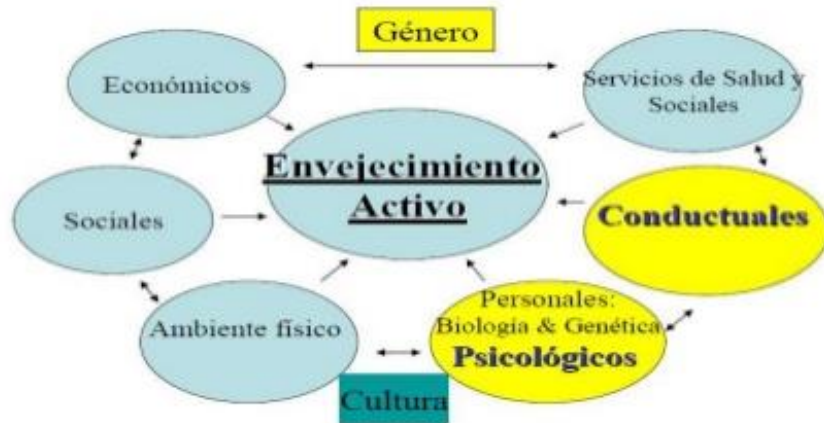 Género
Económicos
Servicios de Salud y
Sociales
Envejecimiento
Activo
Sociales
Conductuales
Ambiente físico
Personales:
Biología & Genética
Psicológicos
Cultura